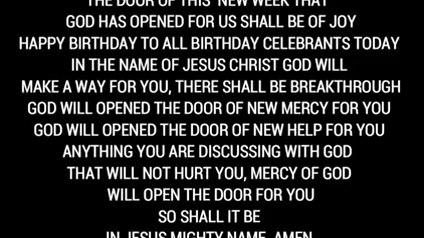 THE DOOR OF THIS NEW WEEK THAT
GOD HAS OPENED FOR US SHALL BE OF JOY
HAPPY BIRTHDAY TO ALL BIRTHDAY CELEBRANTS TODAY
IN THE NAME OF JESUS CHRIST GOD WILL
MAKE A WAY FOR YOU, THERE SHALL BE BREAKTHROUGH
GOD WILL OPENED THE DOOR OF NEW MERCY FOR YOU
GOD WILL OPENED THE DOOR OF NEW HELP FOR YOU
ANYTHING YOU ARE DISCUSSING WITH GOD
THAT WILL NOT HURT YOU, MERCY OF GOD
WILL OPEN THE DOOR FOR YOU
SO SHALL IT BE
IN JESUS MIGHTY NAME, AMEN